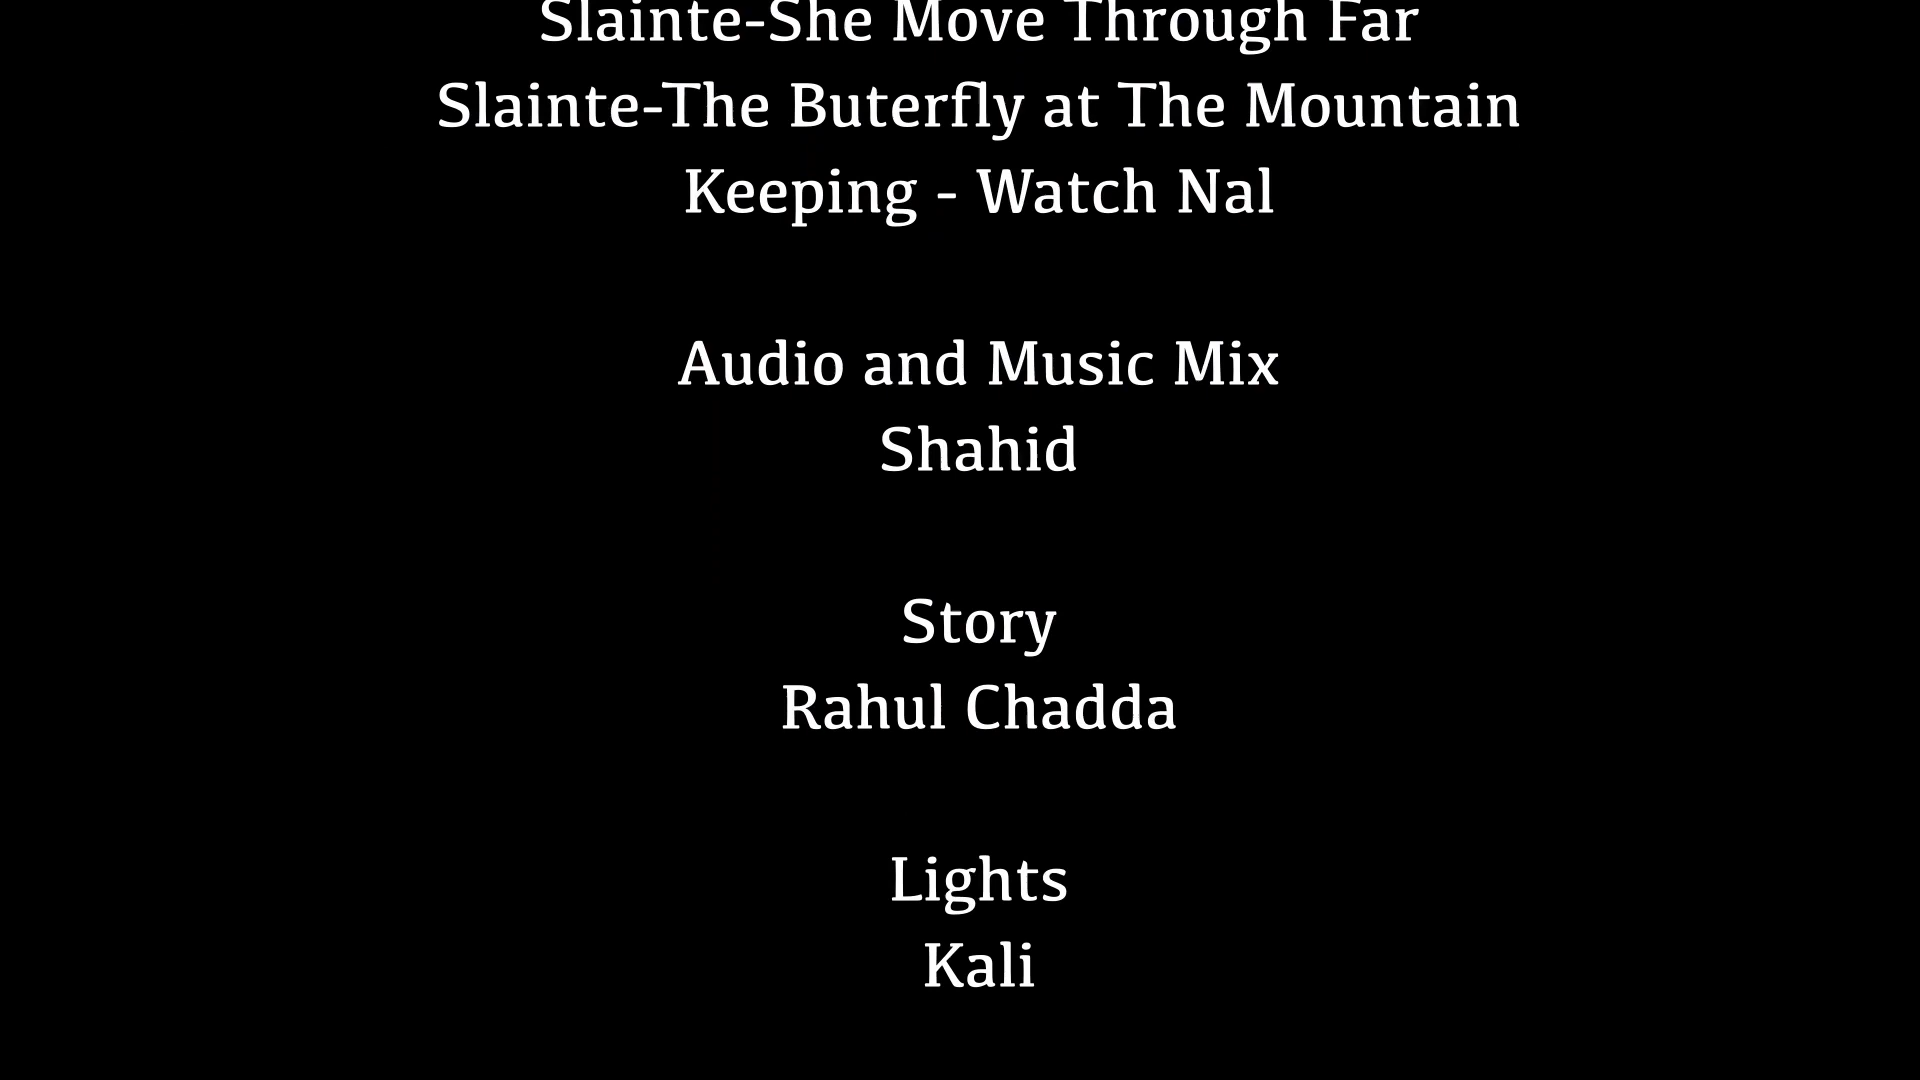 Slainte-She Move Through Far
Slainte-The Buterfly at The Mountain
Keeping - Watch Nal
Audio and Music Mix
Shahid
Story
Rahul Chadda
Lights
Kali